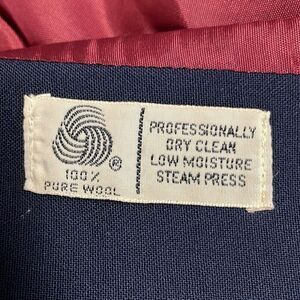 ®
100%
PURE WOOL
PROFESSIONALLY
DRY CLEAN
LOW MOISTURE
STEAM PRESS